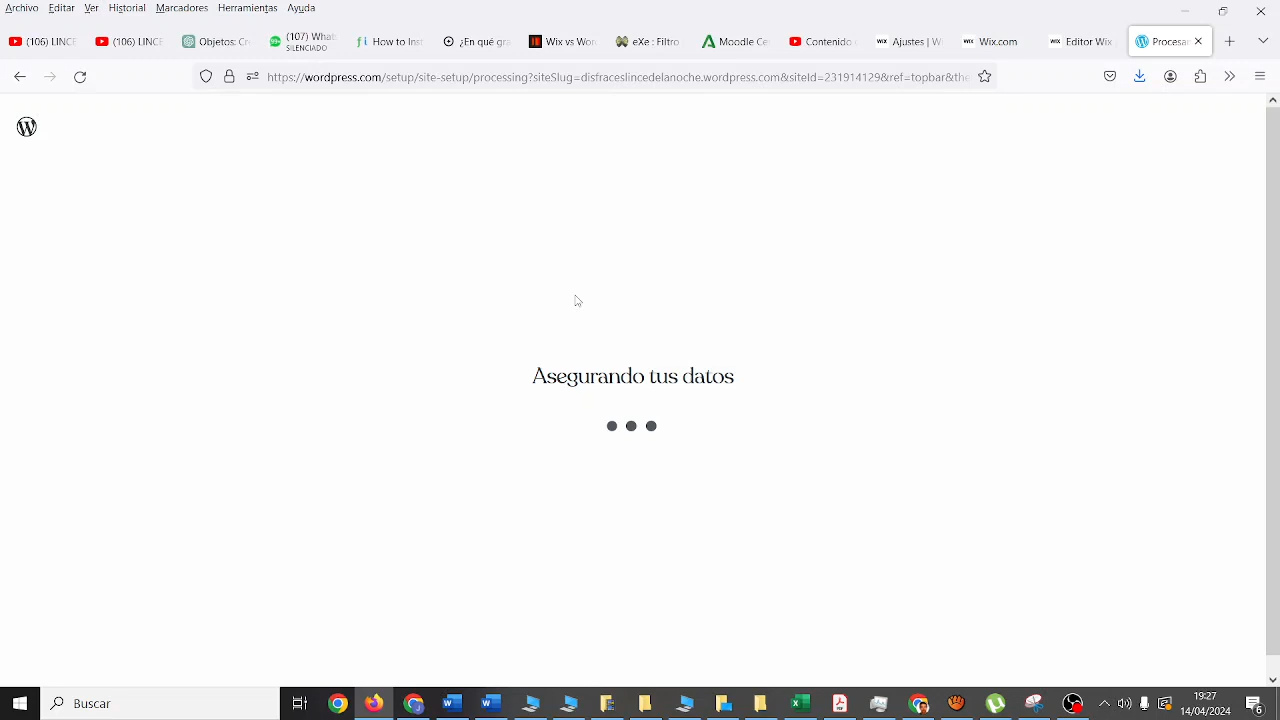 Archivo Editar Ver Historial Marcadores Herramientas Ayuda
(106) LINCE
(106) LINCE
Objetos: Cr
(107) What
SILENCIADO
How to Inst
¿En qué gra
Wix vs Wor
eXe : Filtro
Moodle Ce
Contenido
Ajustes | W
Wix.com
Editor Wix
Procesar
https://wordpress.com/setup/site-setup/processing?siteSlug=disfraceslincedelanoche.wordpress.com&siteId=231914129&ref=topbar&the
Asegurando tus datos
Buscar
19:27
14/04/2024
6